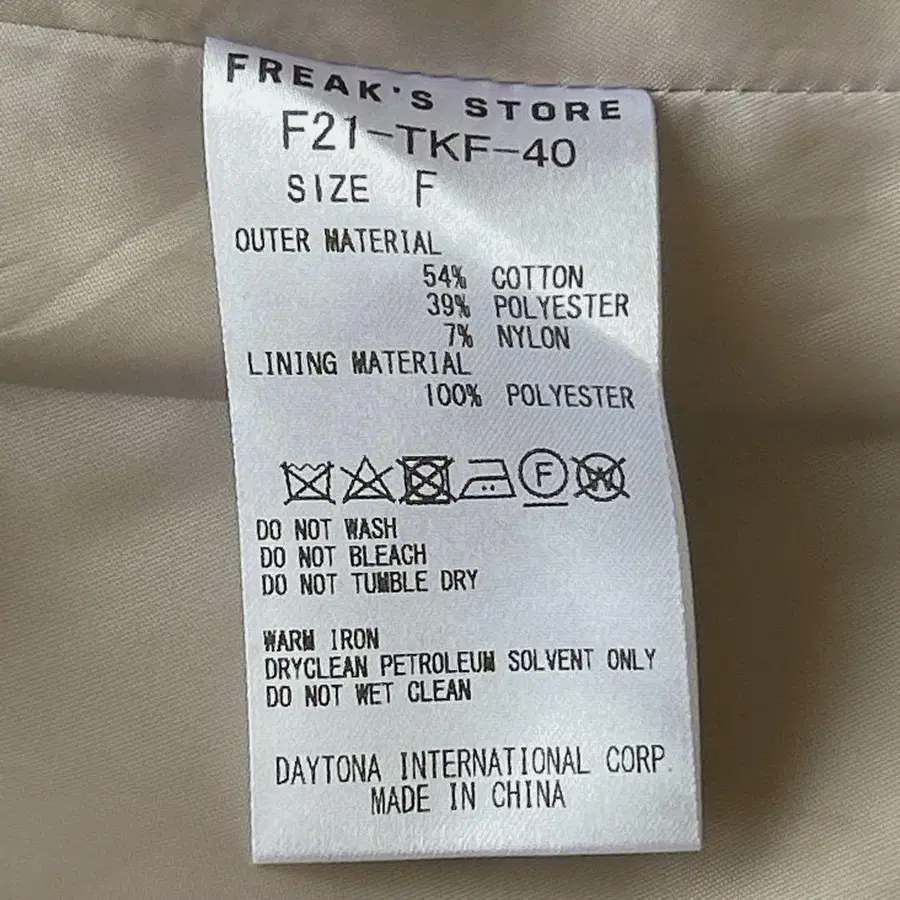 FREAK'S STORE
F21-TKF-40
SIZE F
OUTER MATERIAL
54% COTTON
39% POLYESTER
7% NYLON
LINING MATERIAL
100% POLYESTER
F W
DO NOT WASH
DO NOT BLEACH
DO NOT TUMBLE DRY
WARM IRON
DRYCLEAN PETROLEUM SOLVENT ONLY
DO NOT WET CLEAN
DAYTONA INTERNATIONAL CORP.
MADE IN CHINA